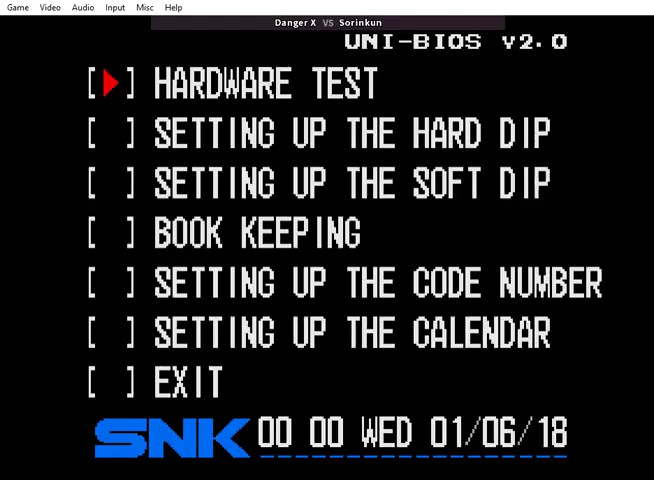 Game Video Audio Input Misc Help
Danger X VS Sorinkun
UNI-BIOS v2.0
[▶] HARDWARE TEST
[ ] SETTING UP THE HARD DIP
[ ] SETTING UP THE SOFT DIP
[ ] BOOK KEEPING
[ ] SETTING UP THE CODE NUMBER
[ ] SETTING UP THE CALENDAR
[ ] EXIT
SNK 00 00 WED 01/06/18